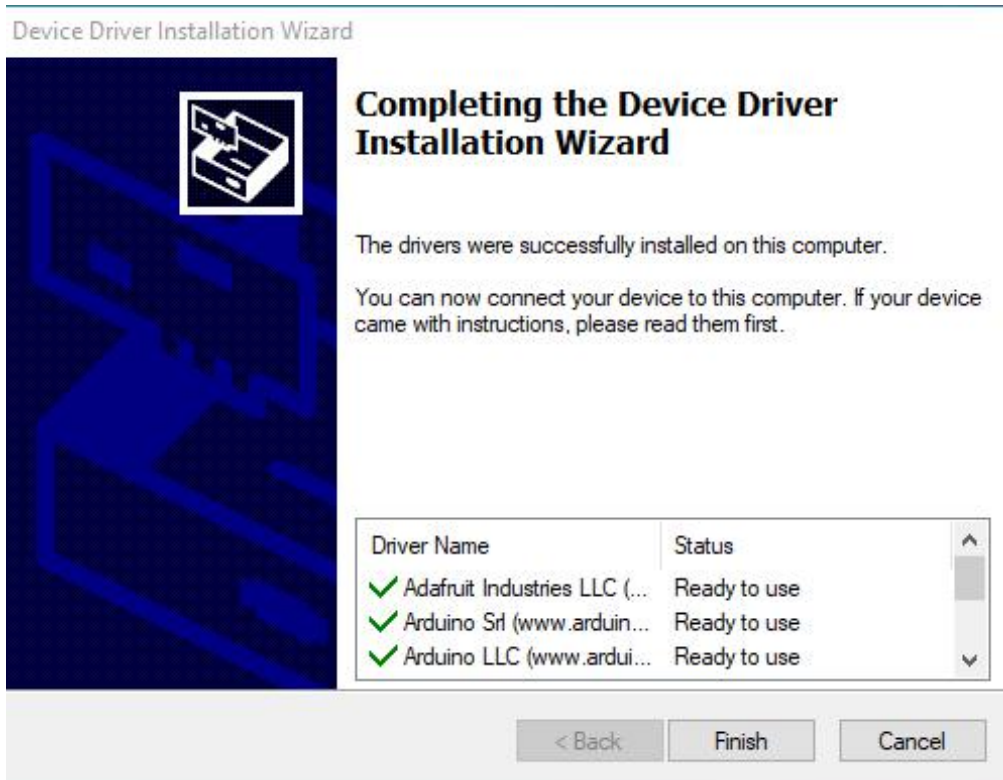 Device Driver Installation Wizard
Completing the Device Driver
Installation Wizard
The drivers were successfully installed on this computer.
You can now connect your device to this computer. If your device
came with instructions, please read them first.
Driver Name Status
Adafruit Industries LLC (... Ready to use
Arduino Srl (www.arduin... Ready to use
Arduino LLC (www.ardui... Ready to use
< Back Finish Cancel